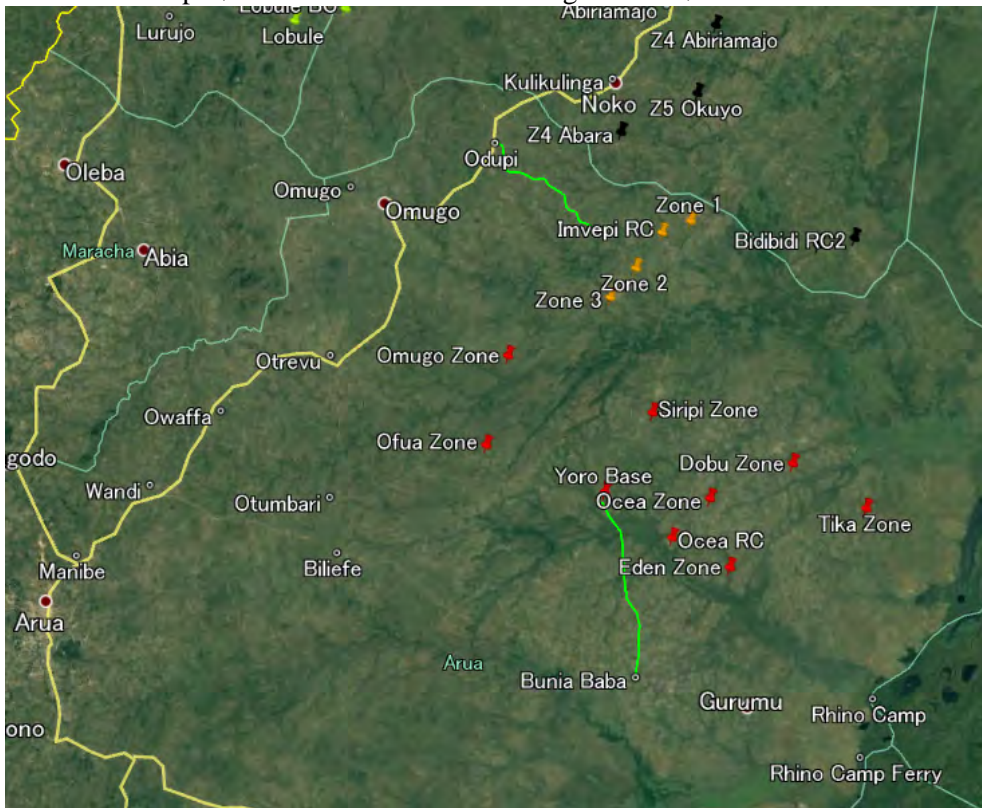 Lobule
Lurujo
Abiriamajo
Z4 Abiriamajo
Kulikulinga
Noko
Z5 Okuyo
Z4 Abara
Odupi
Oleba
Omugo
Omugo
Zone 1
Imvepi RC
Bidibidi RC2
Maracha
Abia
Zone 2
Zone 3
Otrevu
Omugo Zone
Owaffa
Siripi Zone
Ofua Zone
godo
Dobu Zone
Yoro Base
Wandi
Otumbari
Ocea Zone
Tika Zone
Ocea RC
Manibe
Biliefe
Eden Zone
Arua
Arua
Bunia Baba
Gurumu
Rhino Camp
ono
Rhino Camp Ferry